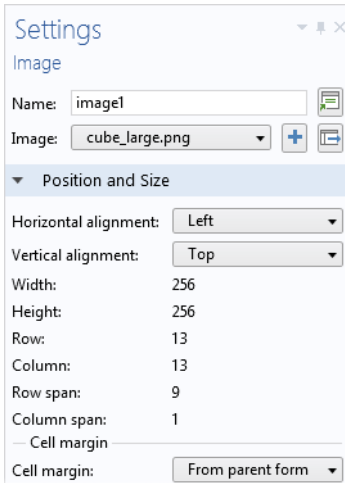 Settings
Image
Name: image1
Image: cube_large.png
Position and Size
Horizontal alignment: Left
Vertical alignment: Top
Width: 256
Height: 256
Row: 13
Column: 13
Row span: 9
Column span: 1
Cell margin
Cell margin: From parent form